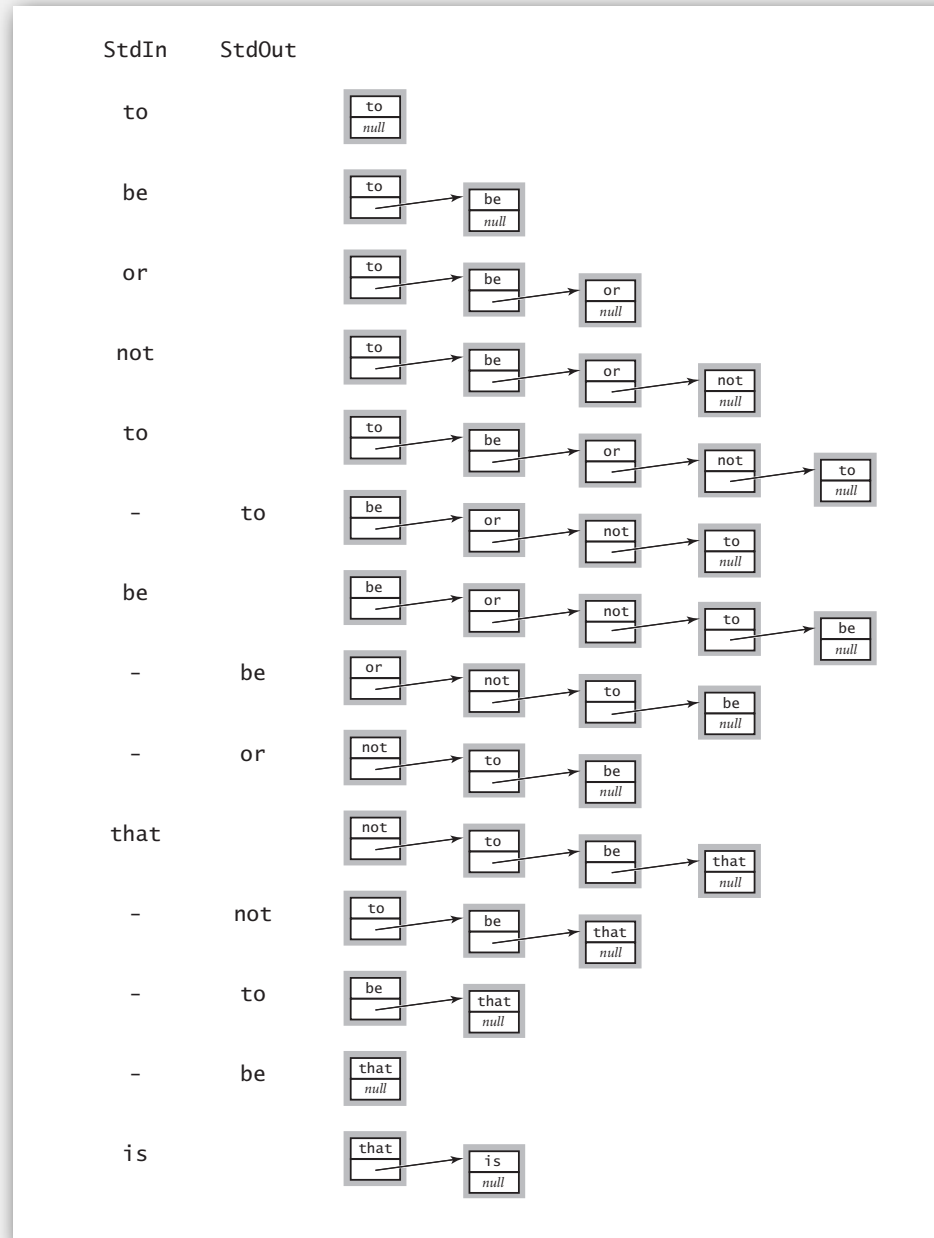 StdIn StdOut
to
to
null
be
to be
null
or
to be or
null
not
to be or not
null
to
to be or not to
null
- to
be or not to
null
be
be or not to be
null
- be
or not to be
null
- or
not to be
null
that
not to be that
null
- not
to be that
null
- to
be that
null
- be
that
null
is
that is
null